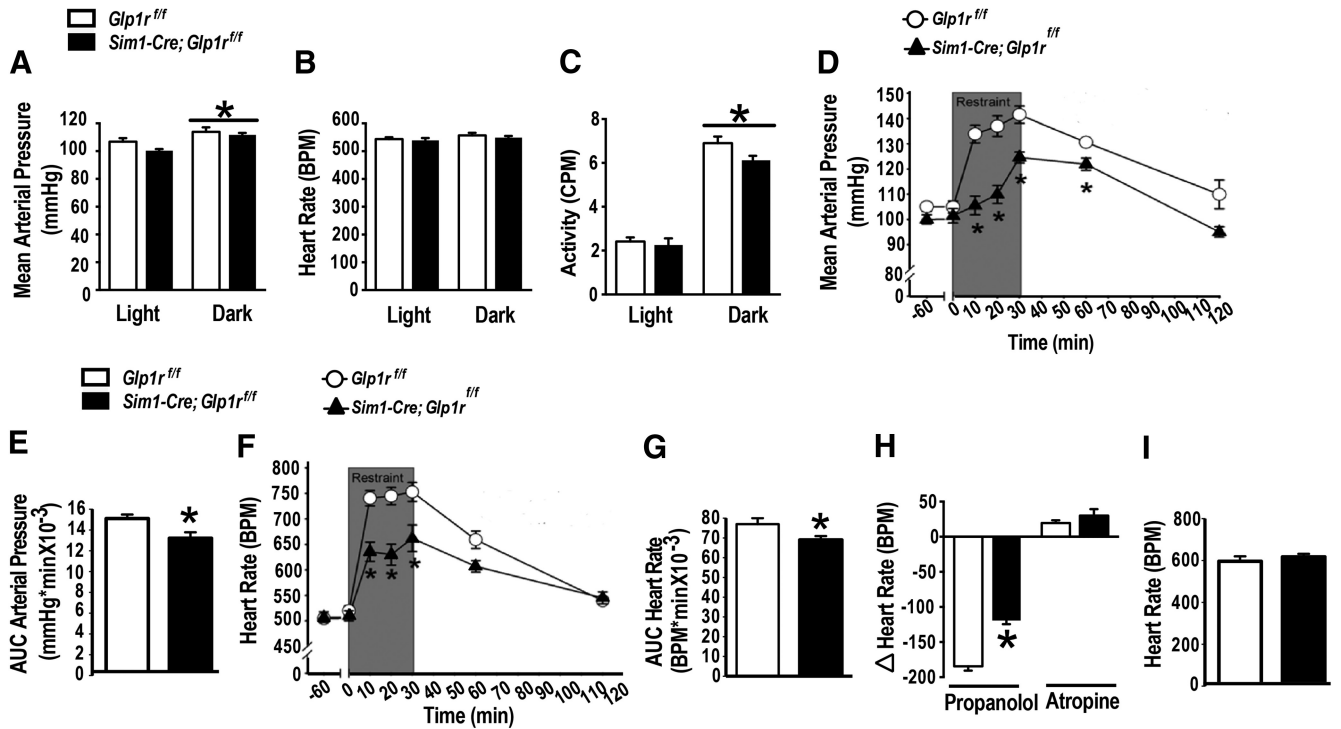 Glp1r f/f
Sim1-Cre; Glp1r f/f
Glp1r f/f
Sim1-Cre; Glp1r f/f
A
Mean Arterial Pressure
(mmHg)
120
100
80
60
40
20
0
*
Light
Dark
B
Heart Rate (BPM)
600
500
400
300
200
100
0
Light
Dark
C
Activity (CPM)
8
6
4
2
0
*
Light
Dark
D
Mean Arterial Pressure
(mmHg)
150
140
130
120
110
100
90
80
0
Restraint
* * * *
-60 0 10 20 30 40 50 60 70 80 90 100 110 120
Time (min)
Glp1r f/f
Sim1-Cre; Glp1r f/f
Glp1r f/f
Sim1-Cre; Glp1r f/f
E
AUC Arterial Pressure
(mmHg*minX10-3)
16
14
12
10
8
6
4
2
0
*
F
Heart Rate (BPM)
800
750
700
650
600
550
500
450
0
Restraint
* * *
-60 0 10 20 30 40 50 60 70 80 90 100 110 120
Time (min)
G
AUC Heart Rate
(BPM*minX10-3)
80
70
60
50
40
30
20
10
0
*
H
△ Heart Rate (BPM)
50
0
-50
-100
-150
-200
*
Propanolol
Atropine
I
Heart Rate (BPM)
800
600
400
200
0